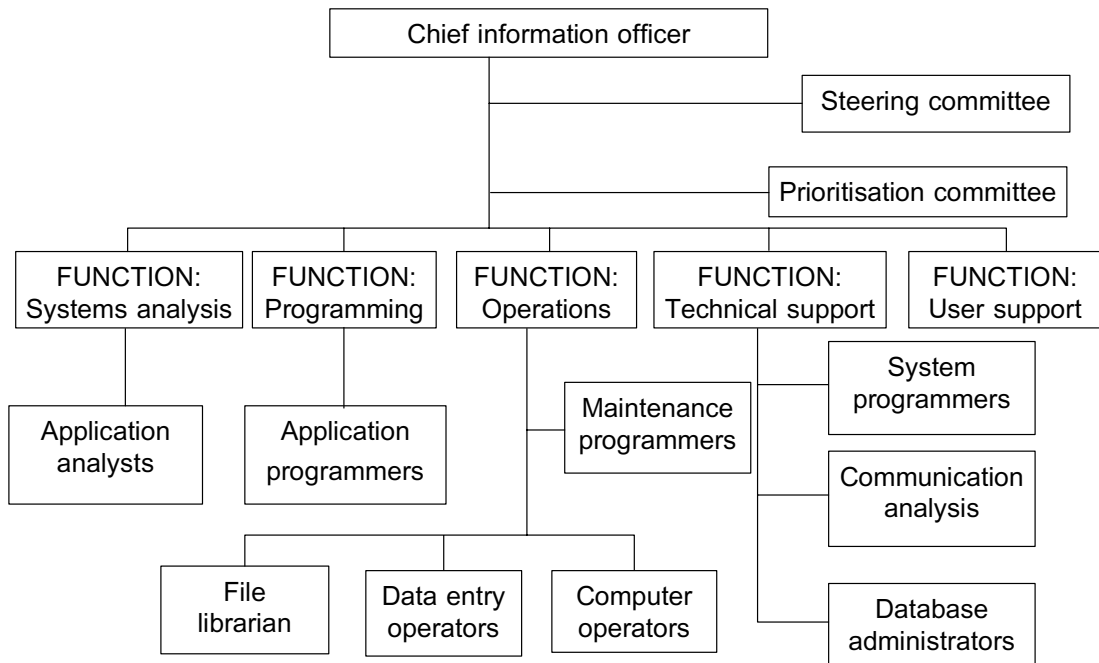 Chief information officer
Steering committee
Prioritisation committee
FUNCTION:
Systems analysis
FUNCTION:
Programming
FUNCTION:
Operations
FUNCTION:
Technical support
FUNCTION:
User support
Application
analysts
Application
programmers
Maintenance
programmers
System
programmers
Communication
analysis
File
librarian
Data entry
operators
Computer
operators
Database
administrators